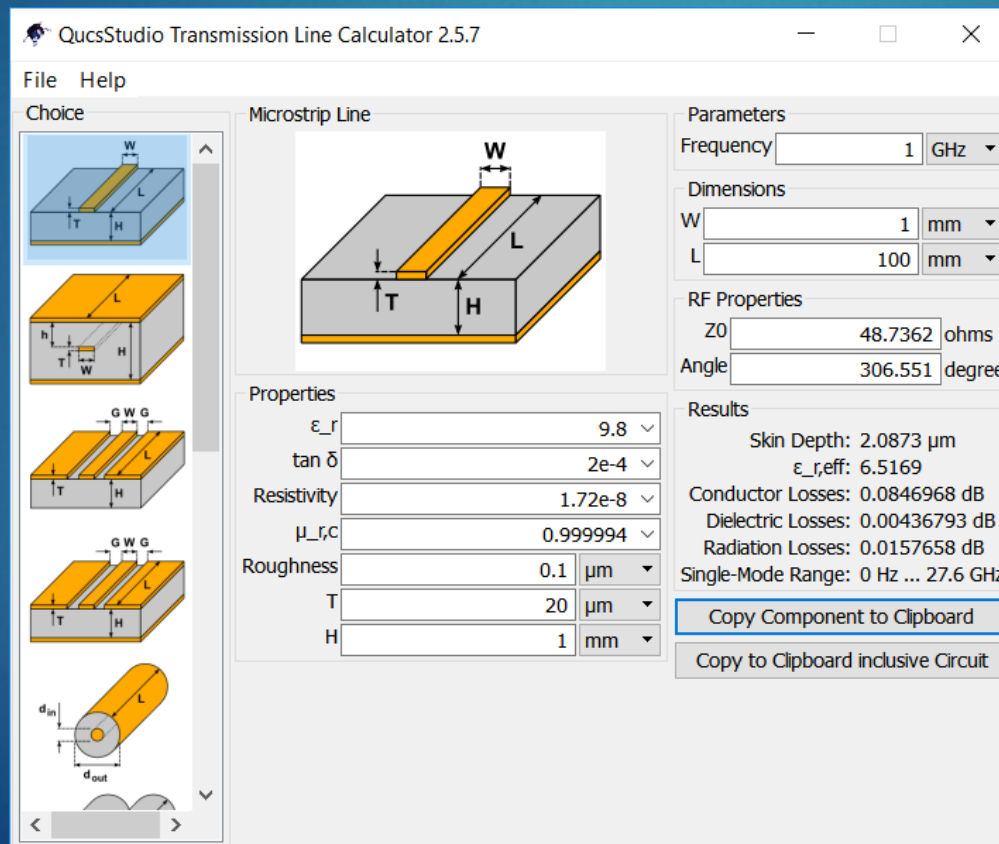 QucsStudio Transmission Line Calculator 2.5.7
File Help
Choice
W
L
T
H
L
h
H
T
W
G W G
L
T
H
G W G
L
T
H
L
d in
d out
Microstrip Line
W
L
T
H
Properties
ε_r 9.8
tan δ 2e-4
Resistivity 1.72e-8
μ_r,c 0.999994
Roughness 0.1 μm
T 20 μm
H 1 mm
Parameters
Frequency 1 GHz
Dimensions
W 1 mm
L 100 mm
RF Properties
Z0 48.7362 ohms
Angle 306.551 degree
Results
Skin Depth: 2.0873 μm
ε_r,eff: 6.5169
Conductor Losses: 0.0846968 dB
Dielectric Losses: 0.00436793 dB
Radiation Losses: 0.0157658 dB
Single-Mode Range: 0 Hz ... 27.6 GHz
Copy Component to Clipboard
Copy to Clipboard inclusive Circuit